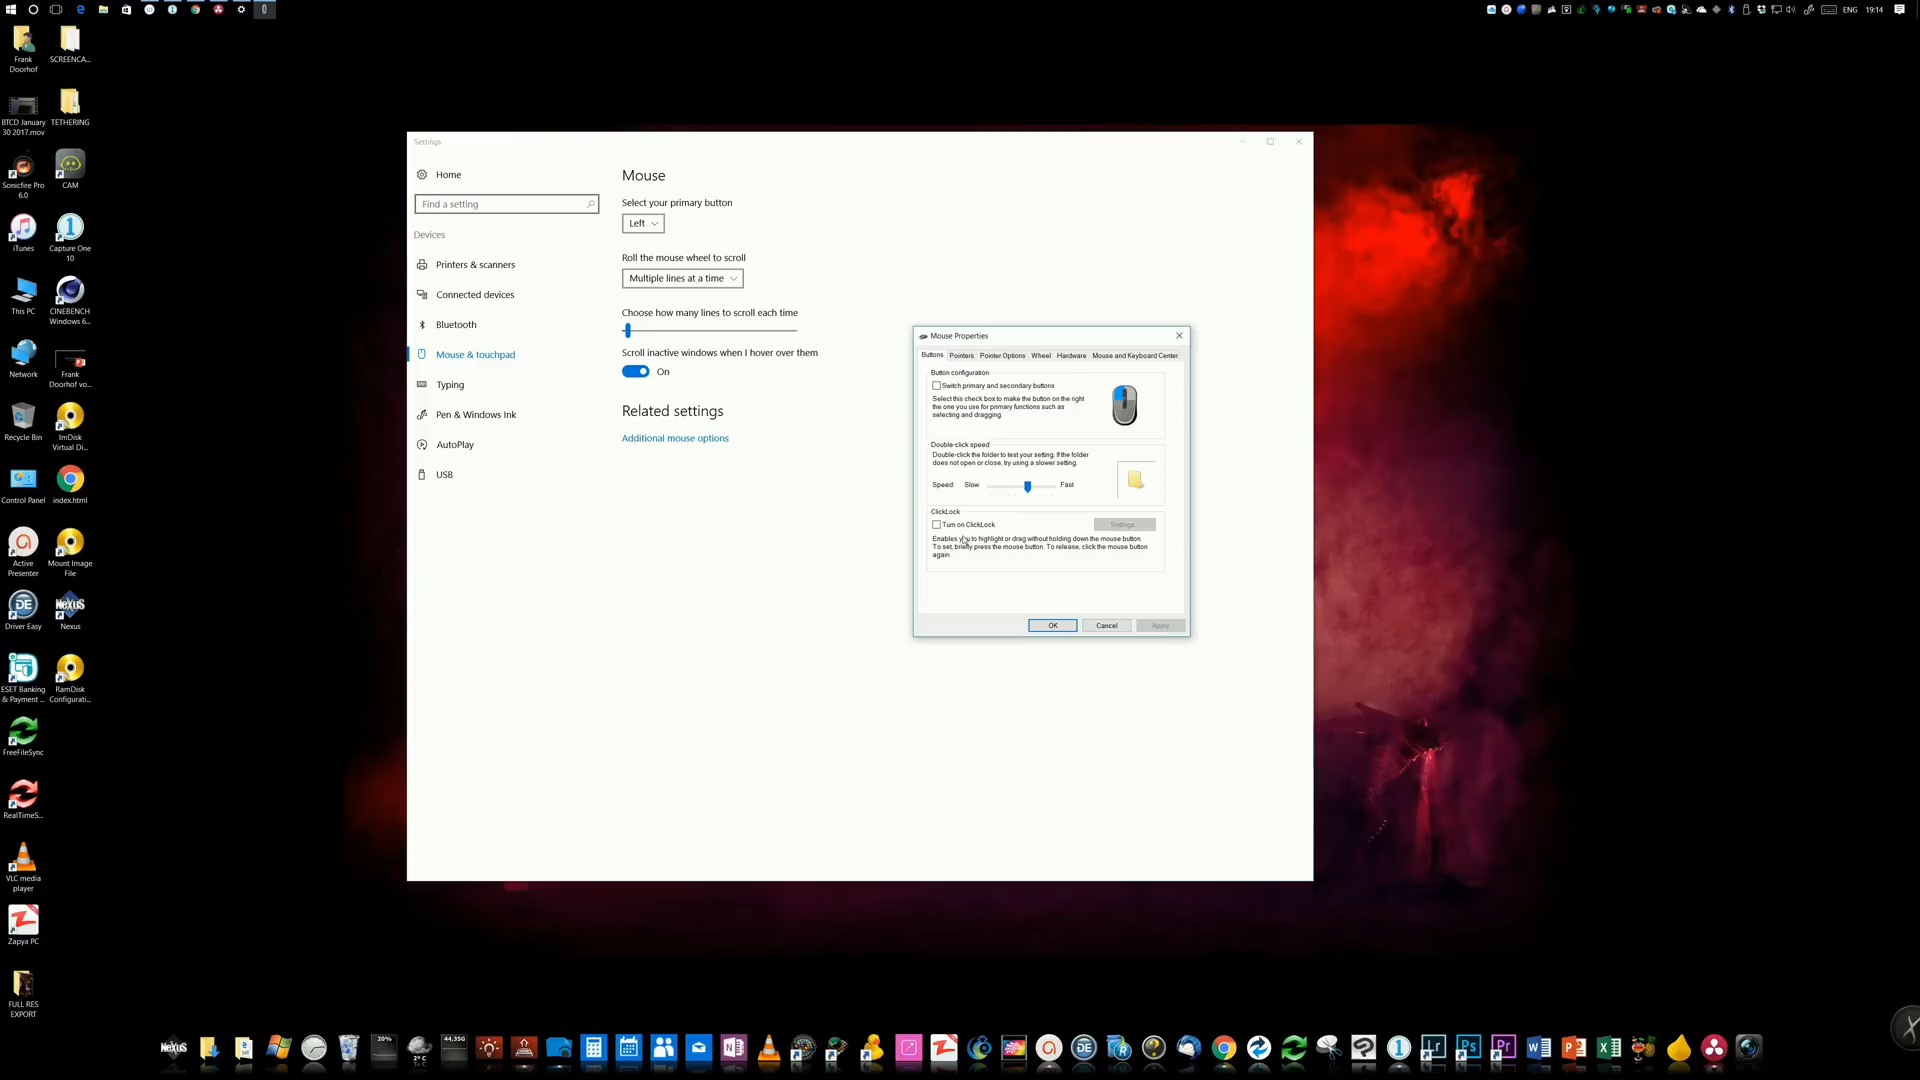 ENG
19:14
Frank
Doorhof
SCREENCA...
BTCD January
30 2017.mov
TETHERING
Sonicfire Pro
6.0
CAM
iTunes
Capture One
10
This PC
CINEBENCH
Windows 6...
Network
Frank
Doorhof vo...
Recycle Bin
ImDisk
Virtual Di...
Control Panel
index.html
Active
Presenter
Mount Image
File
Driver Easy
Nexus
ESET Banking
& Payment ...
RamDisk
Configurati...
FreeFileSync
RealTimeS...
VLC media
player
Zapya PC
FULL RES
EXPORT
Settings
Home
Find a setting
Devices
Printers & scanners
Connected devices
Bluetooth
Mouse & touchpad
Typing
Pen & Windows Ink
AutoPlay
USB
Mouse
Select your primary button
Left
Roll the mouse wheel to scroll
Multiple lines at a time
Choose how many lines to scroll each time
Scroll inactive windows when I hover over them
On
Related settings
Additional mouse options
Mouse Properties
Buttons Pointers Pointer Options Wheel Hardware Mouse and Keyboard Center
Button configuration
Switch primary and secondary buttons
Select this check box to make the button on the right
the one you use for primary functions such as
selecting and dragging.
Double-click speed
Double-click the folder to test your setting. If the folder
does not open or close, try using a slower setting.
Speed: Slow Fast
ClickLock
Turn on ClickLock
Settings...
Enables you to highlight or drag without holding down the mouse button.
To set, briefly press the mouse button. To release, click the mouse button
again.
OK Cancel Apply
NEXUS
20%
2° C
44,35G
Lr
Ps
Pr